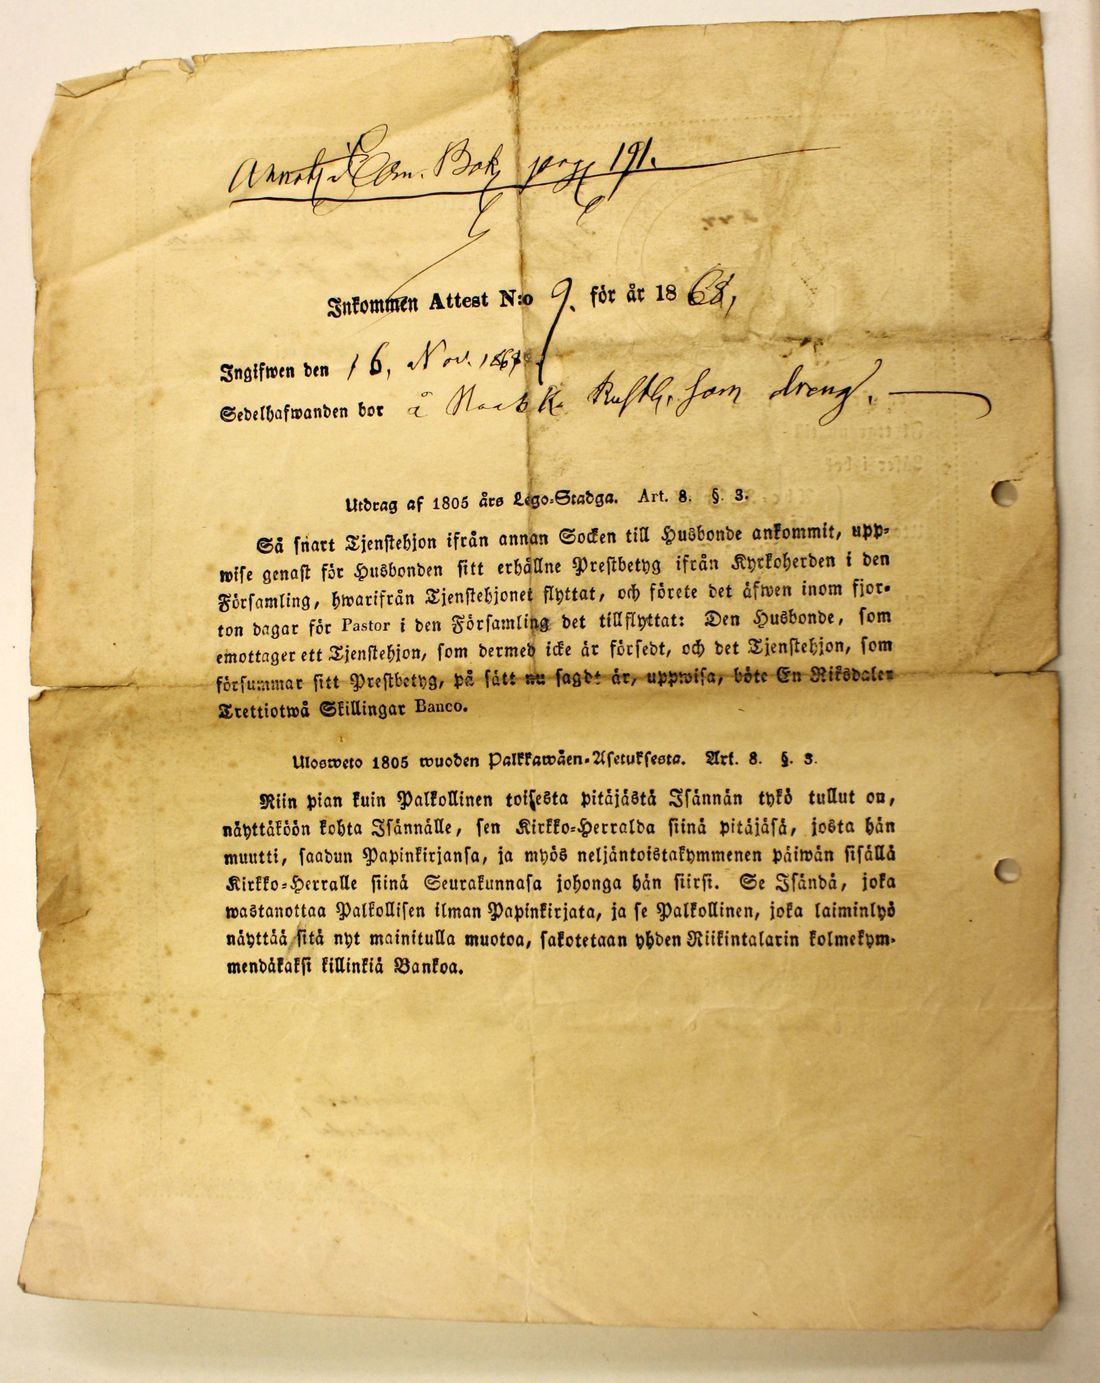 Bok, pag 191.
Inkommen Attest N:o 9. för år 1868,
Ingifwen den 16, Nov. 1867
Sedelhafwanden bor å som dreng.
Utdrag af 1805 års Lego-Stadga. Art. 8. §. 3.
Så snart Tjenstehjon ifrån annan Socken till Husbonde ankommit, upp-
wise genast för Husbonden sitt erhållne Prestbetyg ifrån Kyrkoherden i den
Församling, hwarifrån Tjenstehjonet flyttat, och förete det äfwen inom fjor-
ton dagar för Pastor i den Församling det tillflyttat: Den Husbonde, som
emottager ett Tjenstehjon, som dermed icke är försedt, och det Tjenstehjon, som
försummar sitt Prestbetyg, på sätt nu sagdt är, uppwisa, böte En Riksdaler
Trettiotwå Skillingar Banco.
Ulosweto 1805 wuoden Palkkawäen-Asetuksesta. Art. 8. §. 3.
Niin pian kuin Palkollinen toisesta pitäjästä Isännän tykö tullut on,
näyttäköön kohta Isännälle, sen Kirkko-Herralda siinä pitäjäsä, josta hän
muutti, saadun Papinkirjansa, ja myös neljäntoistakymmenen päiwän sisällä
Kirkko-Herralle siinä Seurakunnasa johonga hän siirsi. Se Isändä, joka
wastanottaa Palkollisen ilman Papinkirjata, ja se Palkollinen, joka laiminlyö
näyttää sitä nyt mainitulla muotoa, sakotetaan yhden Riikintalarin kolmekym-
mendäkaksi killinkiä Bankoa.